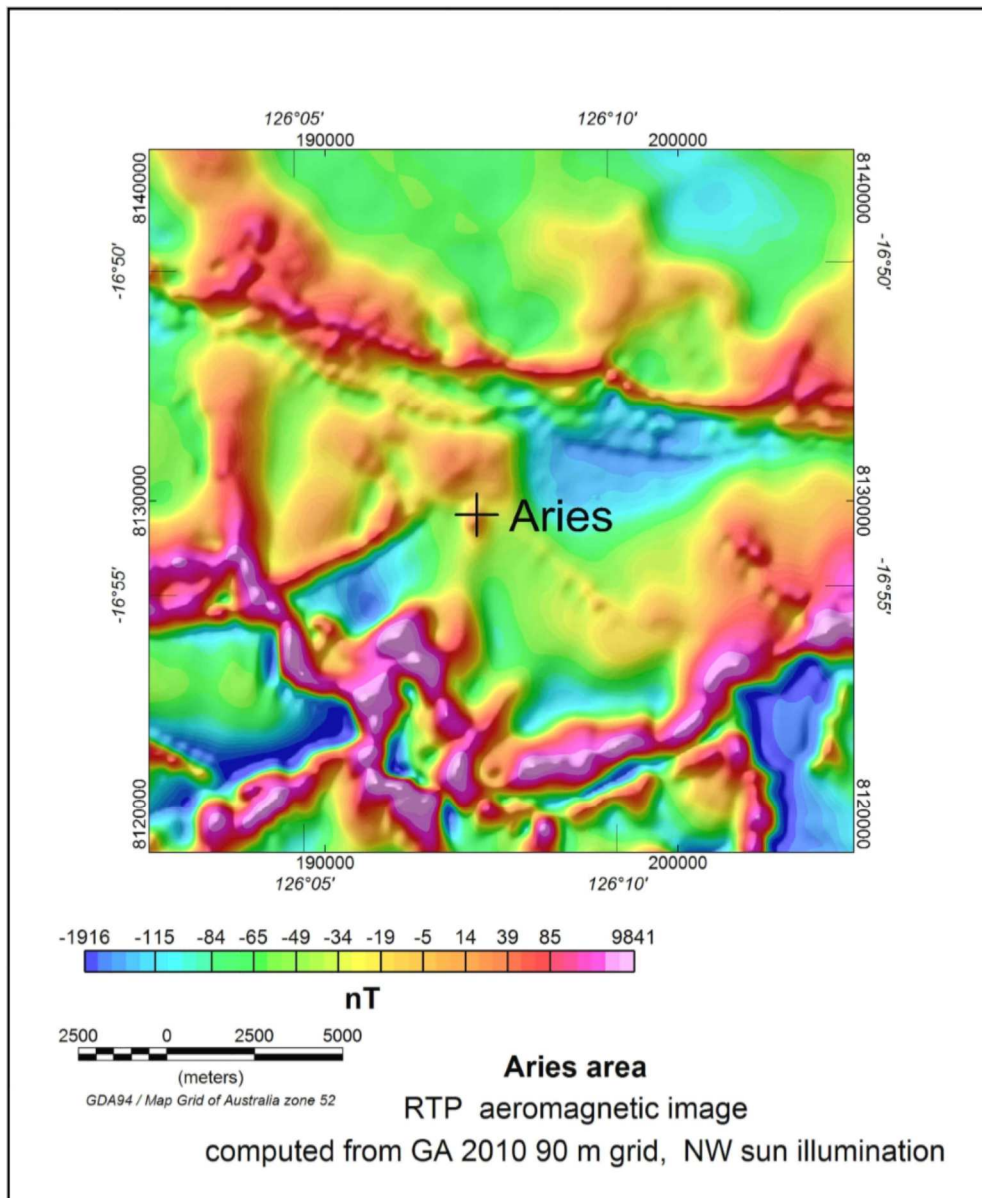 126°05' 126°10'
190000 200000
8140000 8140000
-16°50' -16°50'
8130000 8130000
Aries
-16°55' -16°55'
8120000 8120000
190000 200000
126°05' 126°10'
-1916 -115 -84 -65 -49 -34 -19 -5 14 39 85 9841
nT
2500 0 2500 5000
(meters)
GDA94 / Map Grid of Australia zone 52
Aries area
RTP aeromagnetic image
computed from GA 2010 90 m grid, NW sun illumination